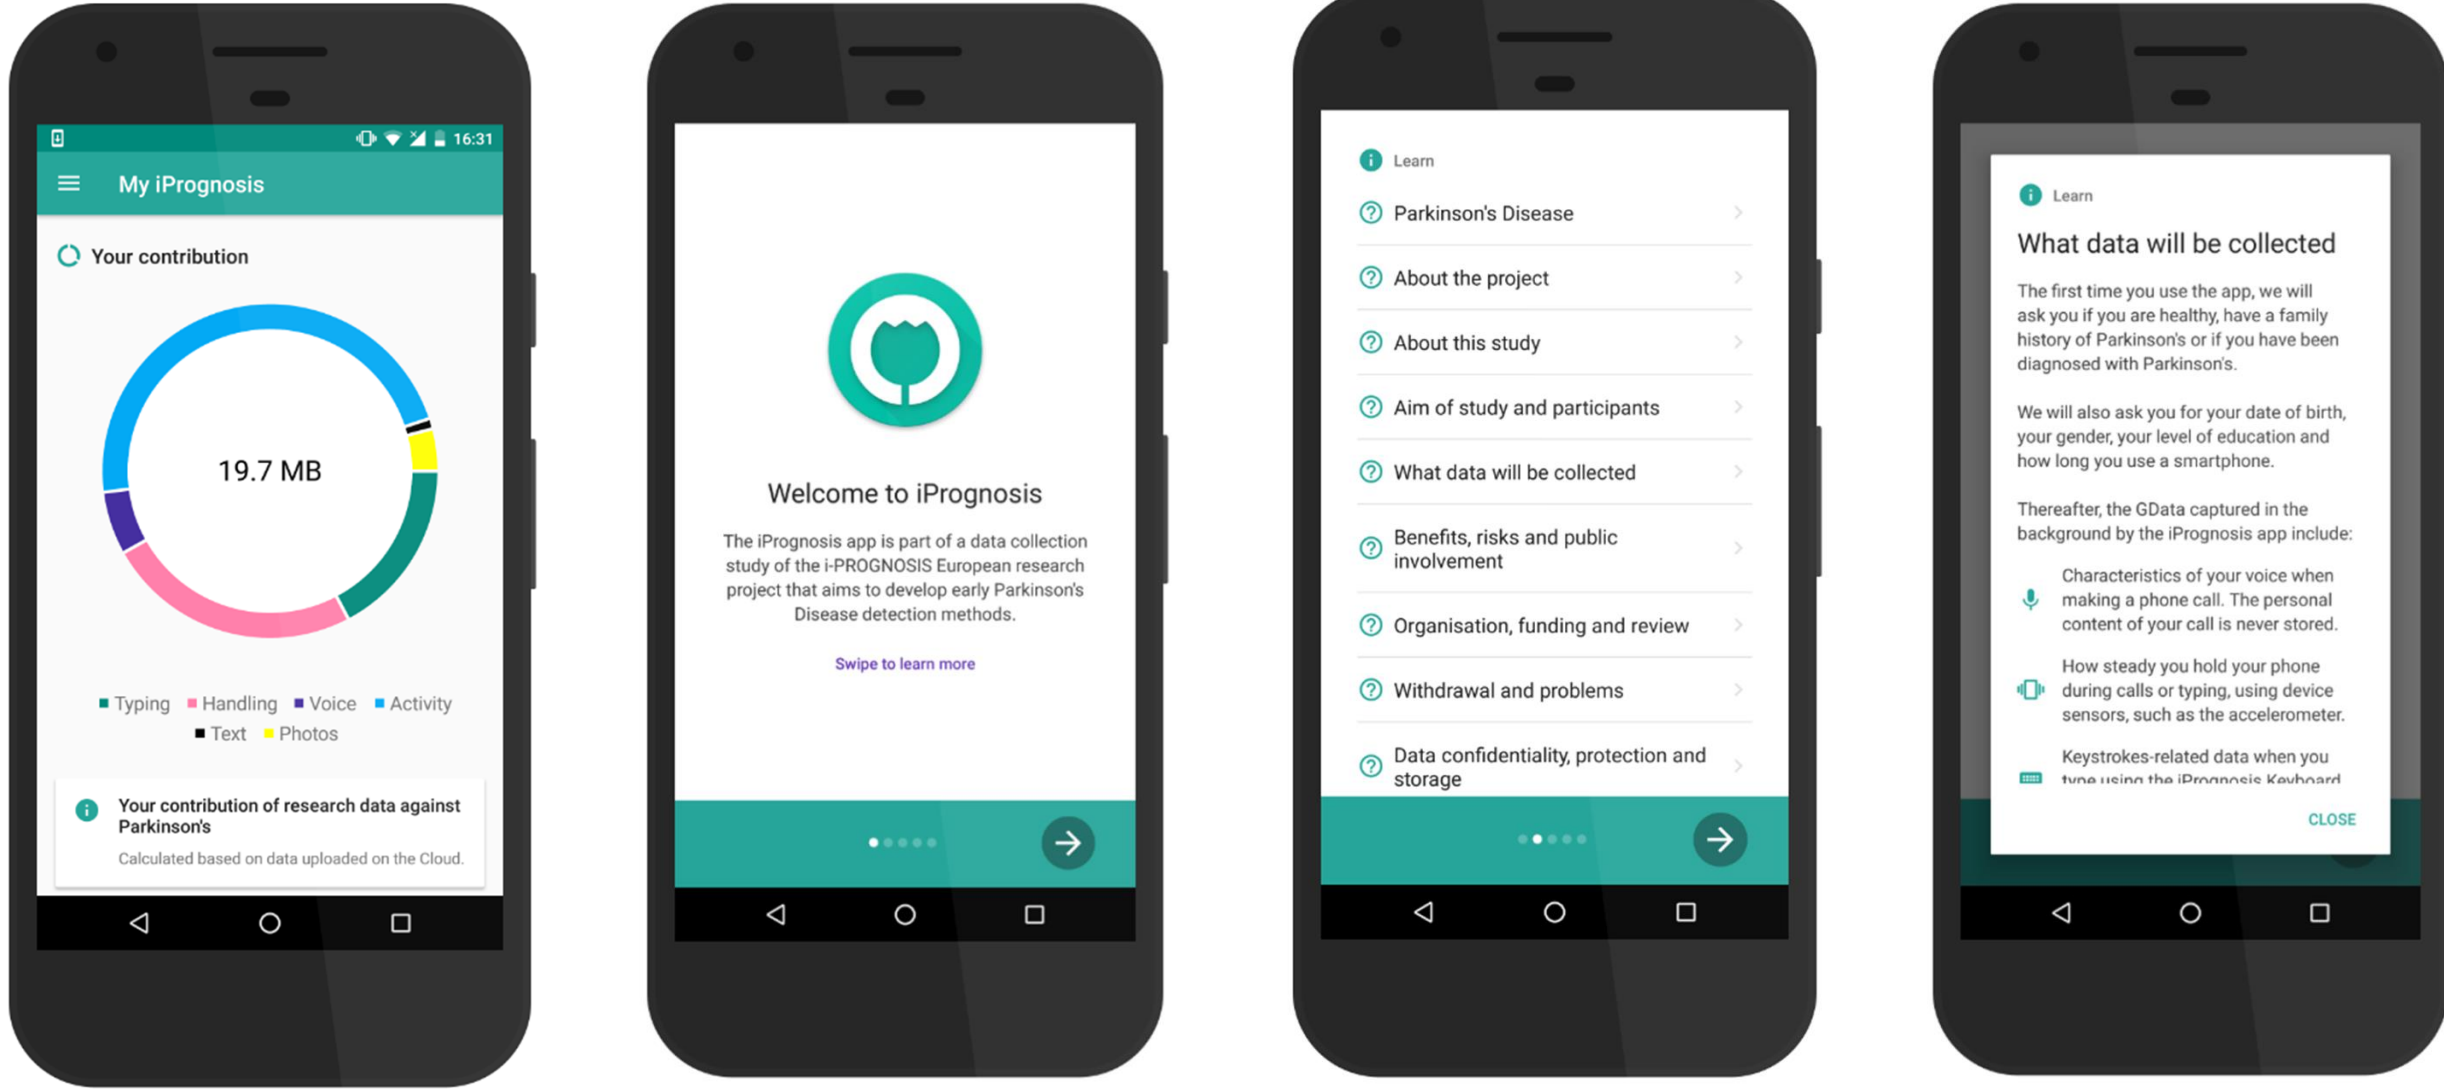 16:31
My iPrognosis
Your contribution
19.7 MB
Typing Handling Voice Activity
Text Photos
Your contribution of research data against
Parkinson's
Calculated based on data uploaded on the Cloud.
Welcome to iPrognosis
The iPrognosis app is part of a data collection
study of the i-PROGNOSIS European research
project that aims to develop early Parkinson's
Disease detection methods.
Swipe to learn more
Learn
Parkinson's Disease
About the project
About this study
Aim of study and participants
What data will be collected
Benefits, risks and public
involvement
Organisation, funding and review
Withdrawal and problems
Data confidentiality, protection and
storage
Learn
What data will be collected
The first time you use the app, we will
ask you if you are healthy, have a family
history of Parkinson's or if you have been
diagnosed with Parkinson's.
We will also ask you for your date of birth,
your gender, your level of education and
how long you use a smartphone.
Thereafter, the GData captured in the
background by the iPrognosis app include:
Characteristics of your voice when
making a phone call. The personal
content of your call is never stored.
How steady you hold your phone
during calls or typing, using device
sensors, such as the accelerometer.
Keystrokes-related data when you
type using the iPrognosis Keyboard
CLOSE